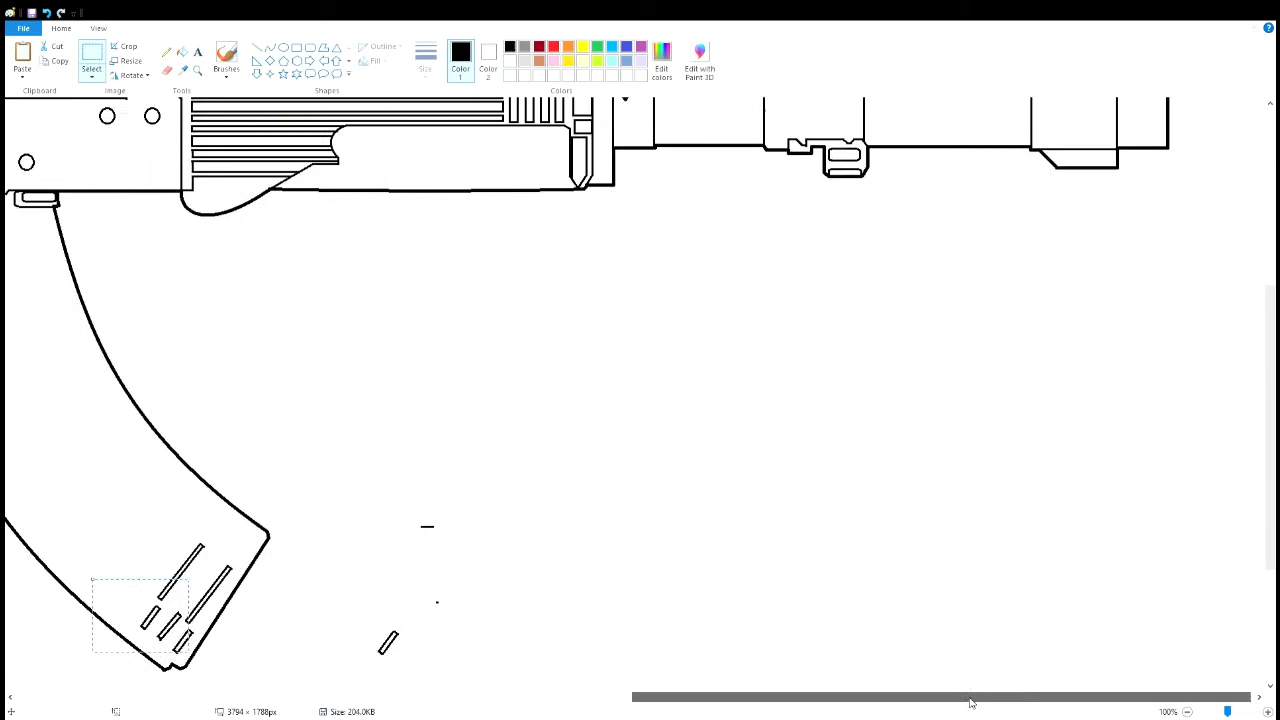 File Home View
Cut Crop Outline
Copy Resize Fill
Paste Select Rotate Brushes Size Color 1 Color 2 Edit colors Edit with Paint 3D
Clipboard Image Tools Shapes Colors
3794 × 1788px Size: 204.0KB 100%